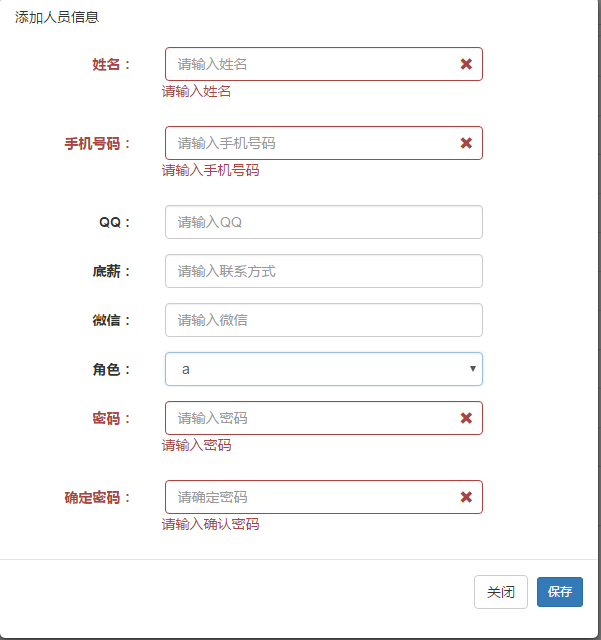 添加人员信息
姓名： 请输入姓名
请输入姓名
手机号码： 请输入手机号码
请输入手机号码
QQ： 请输入QQ
底薪： 请输入联系方式
微信： 请输入微信
角色： a
密码： 请输入密码
请输入密码
确定密码： 请确定密码
请输入确认密码
关闭 保存